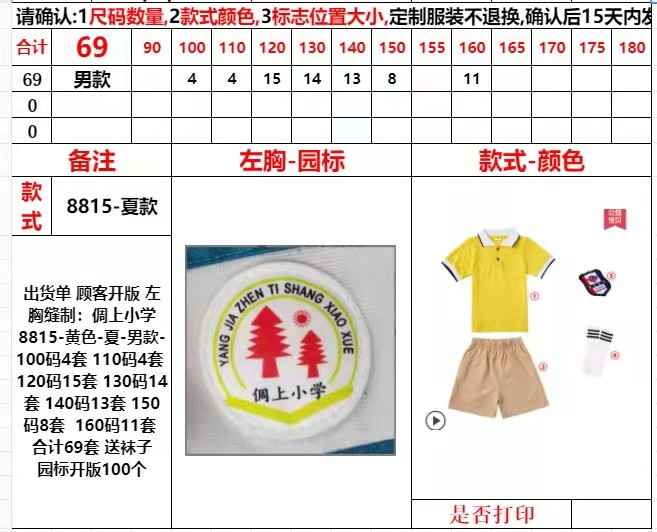 请确认:1尺码数量,2款式颜色,3标志位置大小,定制服装不退换,确认后15天内发
合计 69 90 100 110 120 130 140 150 155 160 165 170 175 180
69 男款 4 4 15 14 13 8 11
0
0
备注 左胸-园标 款式-颜色
款式 8815-夏款
出货单 顾客开版 左
胸缝制：倜上小学
8815-黄色-夏-男款-
100码4套 110码4套
120码15套 130码14
套 140码13套 150
码8套 160码11套
合计69套 送袜子
园标开版100个
YANG JIA ZHEN TI SHANG XIAO XUE
倜上小学
①
②
③
④
是否打印